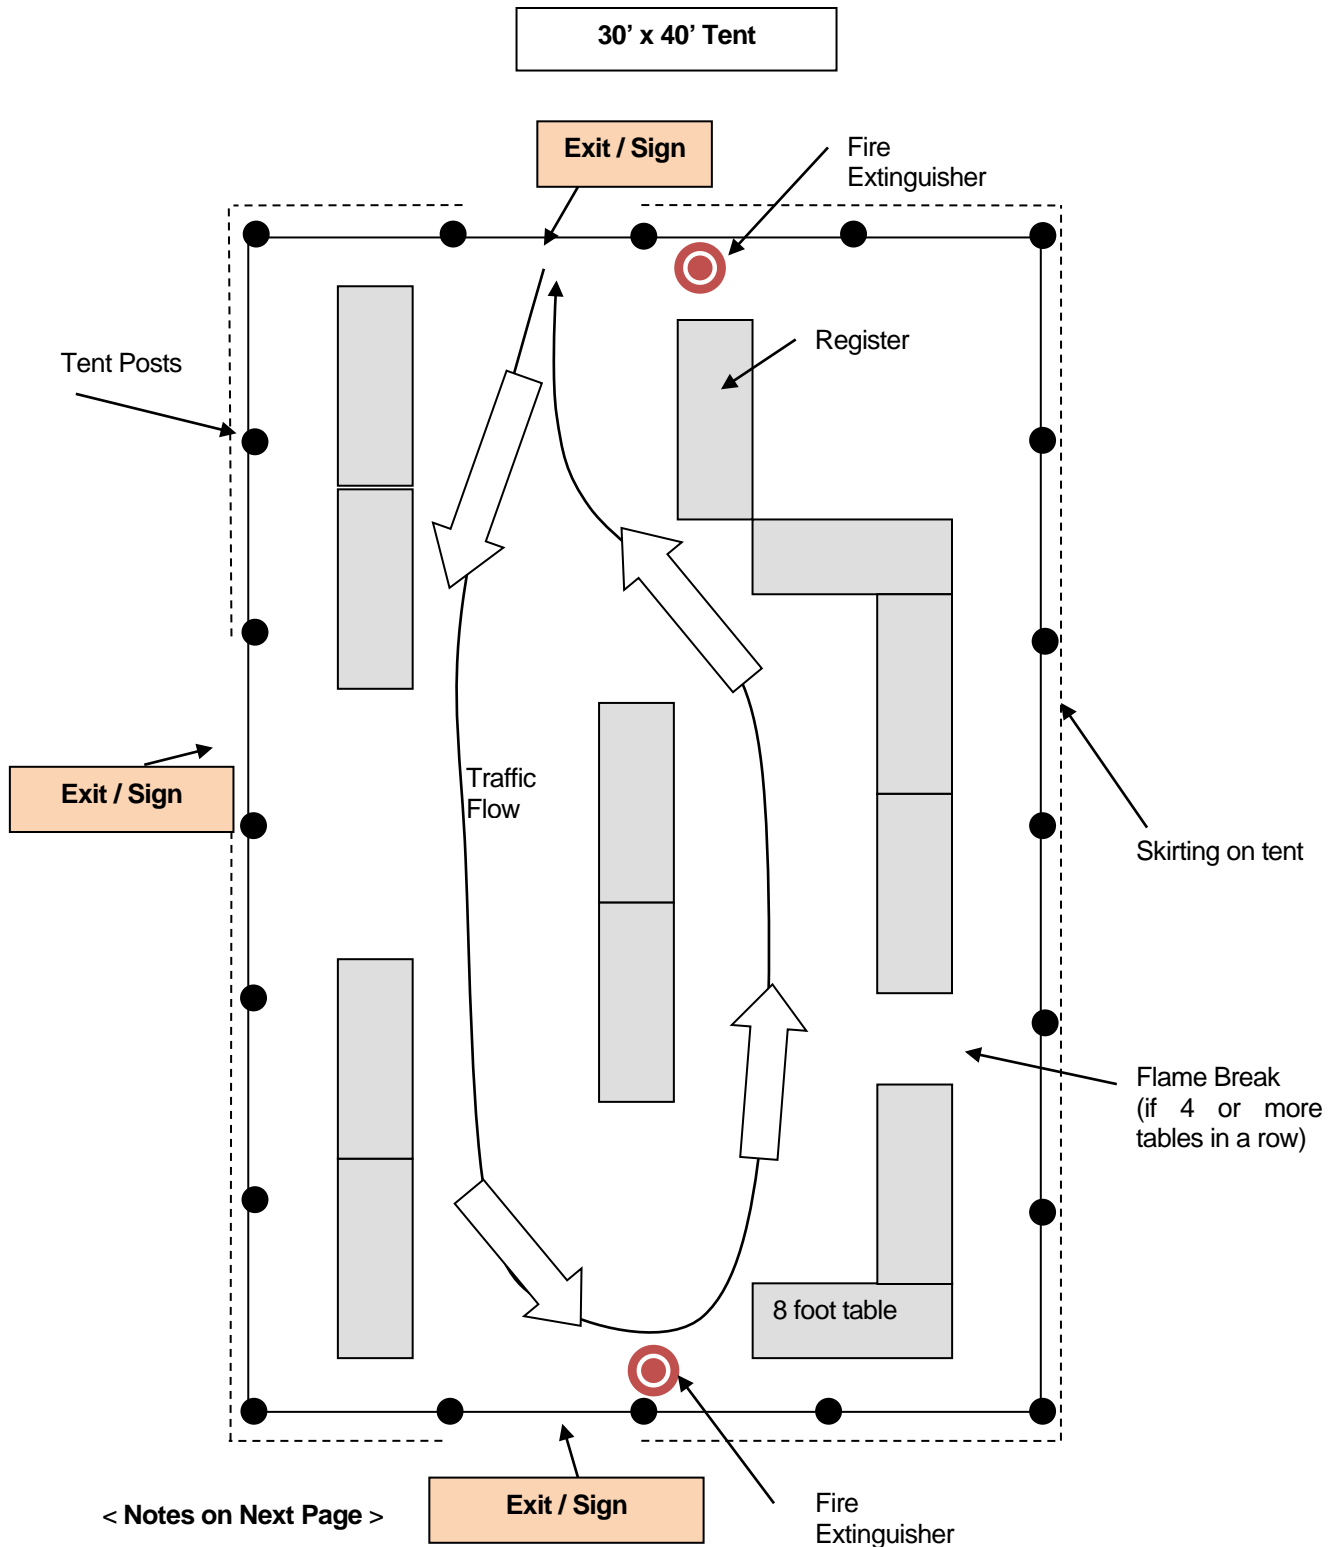 30’ x 40’ Tent
Exit / Sign
Fire
Extinguisher
Register
Tent Posts
Exit / Sign
Traffic
Flow
Skirting on tent
Flame Break
(if 4 or more
tables in a row)
8 foot table
< Notes on Next Page >
Exit / Sign
Fire
Extinguisher